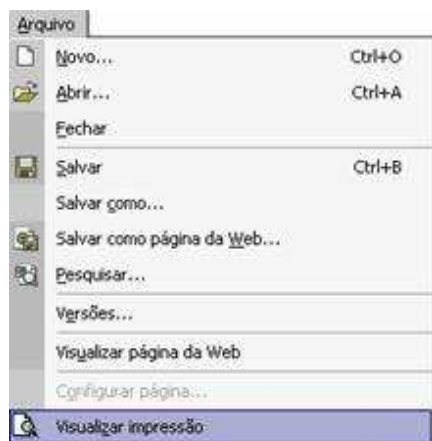 Arquivo
Novo... Ctrl+O
Abrir... Ctrl+A
Fechar
Salvar Ctrl+B
Salvar como...
Salvar como página da Web...
Pesquisar...
Versões...
Visualizar página da Web
Configurar página...
Visualizar impressão